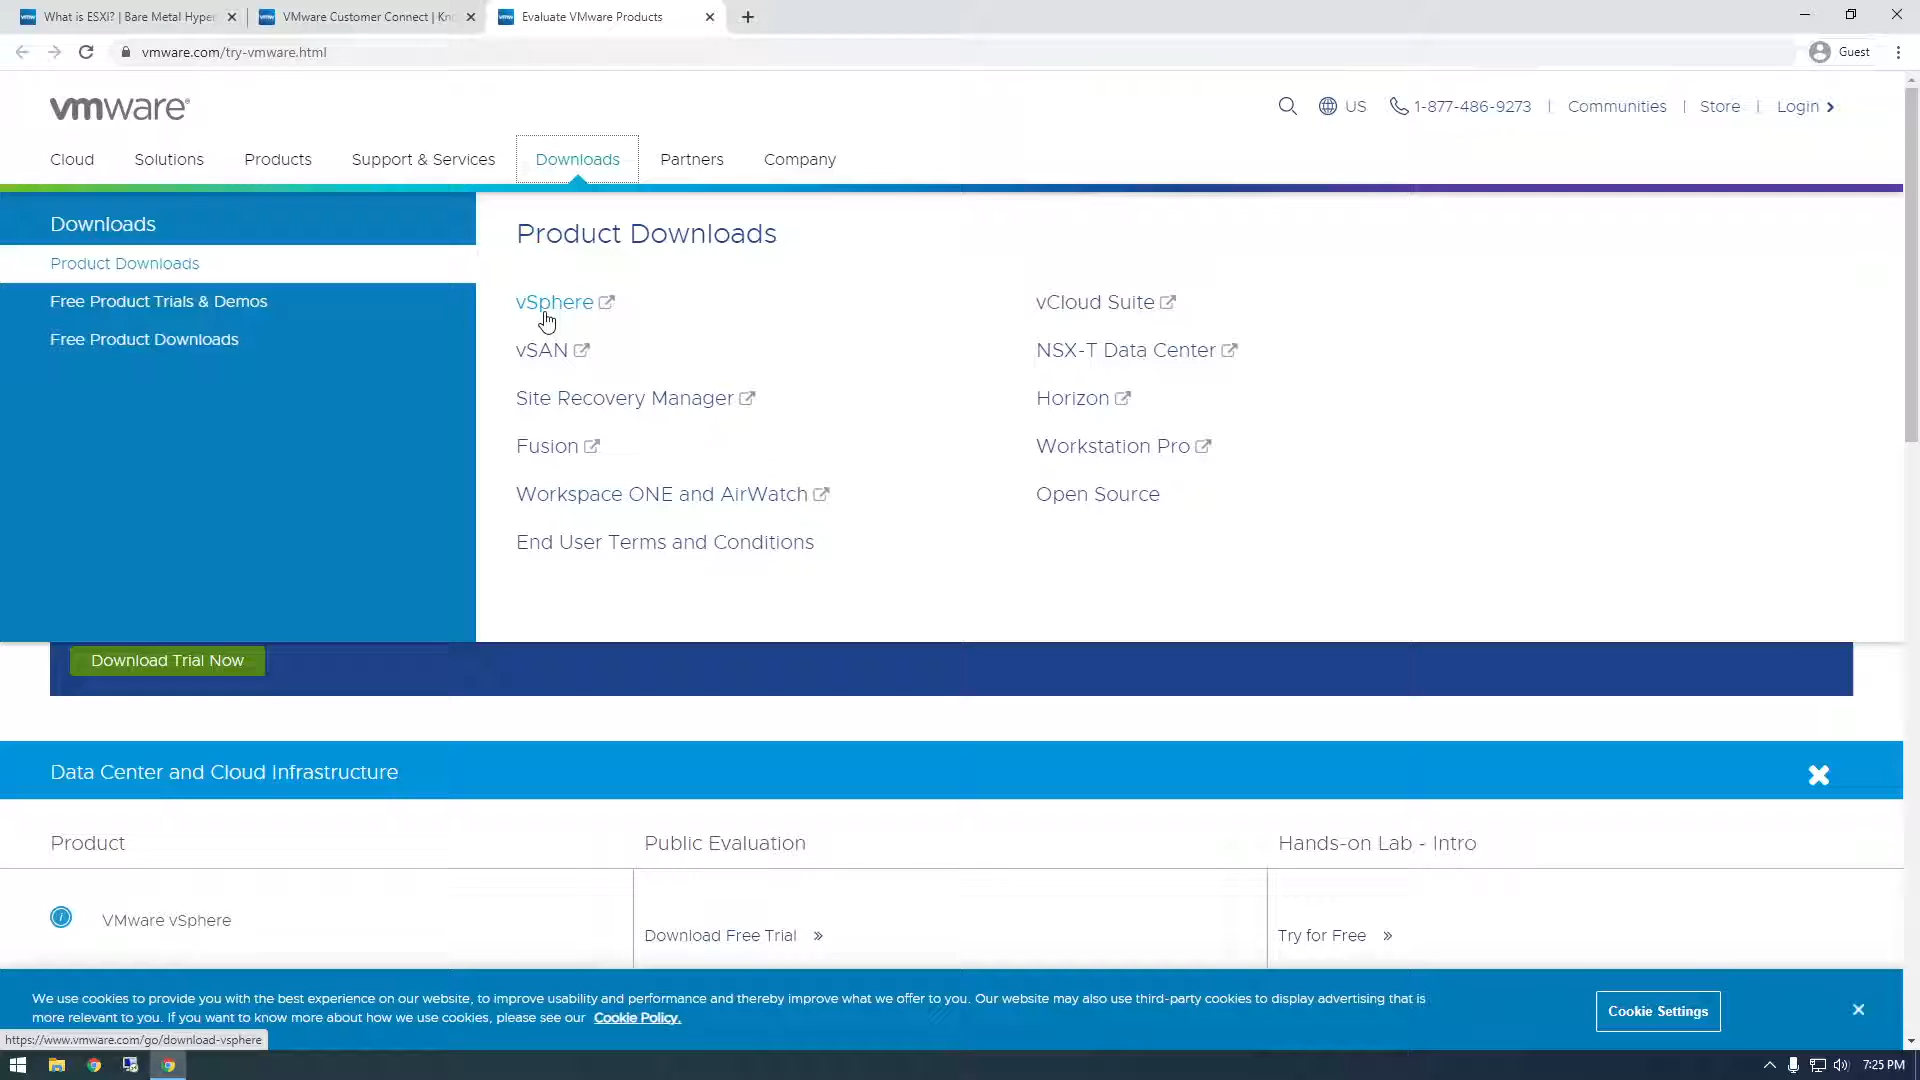 What is ESXI? | Bare Metal Hyper
VMware Customer Connect | Kno
Evaluate VMware Products
vmware.com/try-vmware.html
Guest
vmware®
US
1-877-486-9273
Communities
Store
Login
Cloud
Solutions
Products
Support & Services
Downloads
Partners
Company
Downloads
Product Downloads
Free Product Trials & Demos
Free Product Downloads
Product Downloads
vSphere
vCloud Suite
vSAN
NSX-T Data Center
Site Recovery Manager
Horizon
Fusion
Workstation Pro
Workspace ONE and AirWatch
Open Source
End User Terms and Conditions
Download Trial Now
Data Center and Cloud Infrastructure
Product
Public Evaluation
Hands-on Lab - Intro
VMware vSphere
Download Free Trial »
Try for Free »
We use cookies to provide you with the best experience on our website, to improve usability and performance and thereby improve what we offer to you. Our website may also use third-party cookies to display advertising that is
more relevant to you. If you want to know more about how we use cookies, please see our Cookie Policy.
Cookie Settings
https://www.vmware.com/go/download-vsphere
7:25 PM